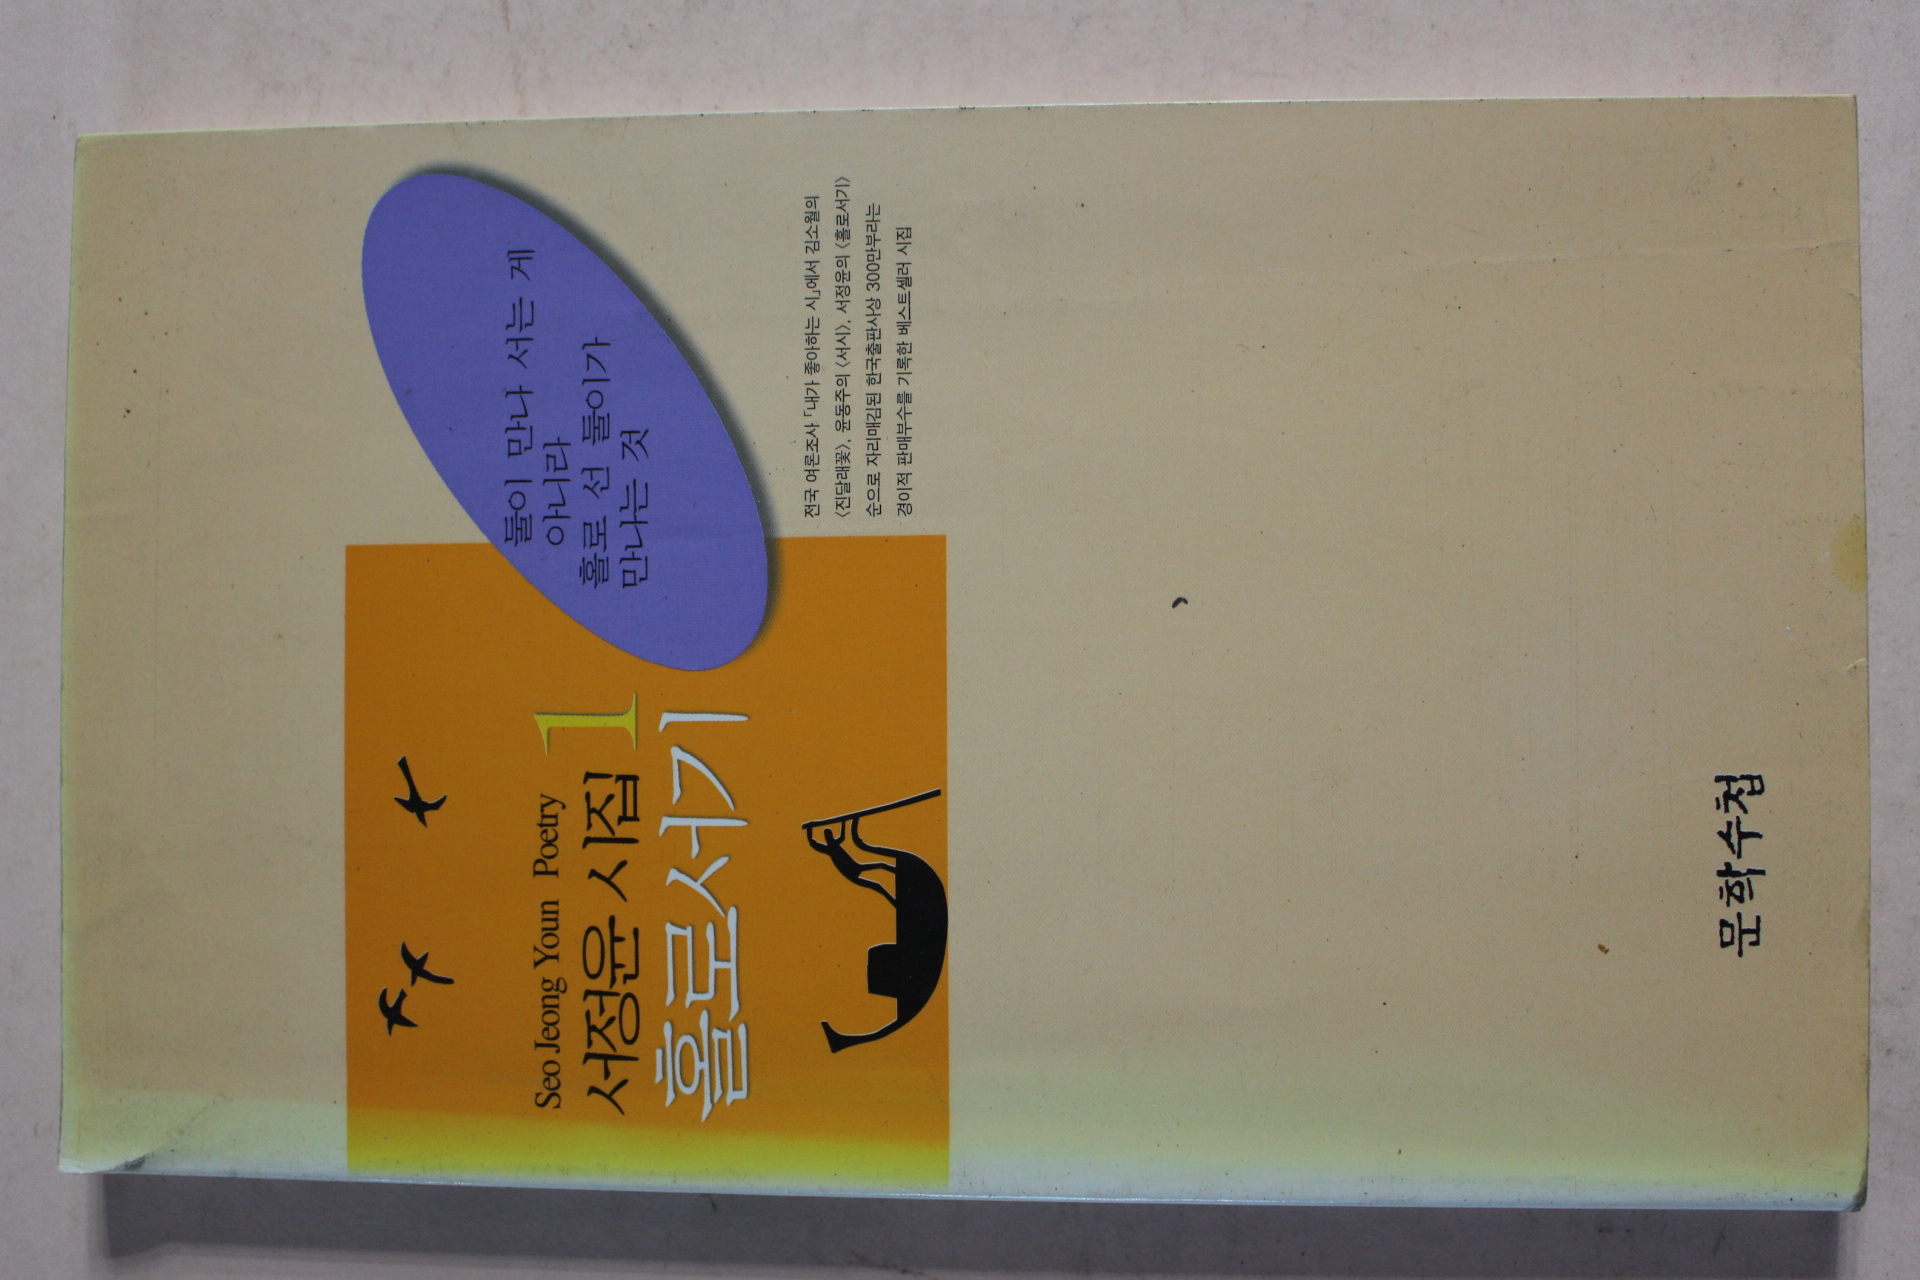 둘이 만나 서는 게
아니라
홀로 선 둘이가
만나는 것
Seo Jeong Youn Poetry
서정윤 시집 1
홀로서기
전국 여론조사 「내가 좋아하는 시」에서 김소월의
〈진달래꽃〉, 윤동주의 〈서시〉, 서정윤의 〈홀로서기〉
순으로 자리매김된 한국출판사상 300만부라는
경이적 판매부수를 기록한 베스트셀러 시집
문학수첩